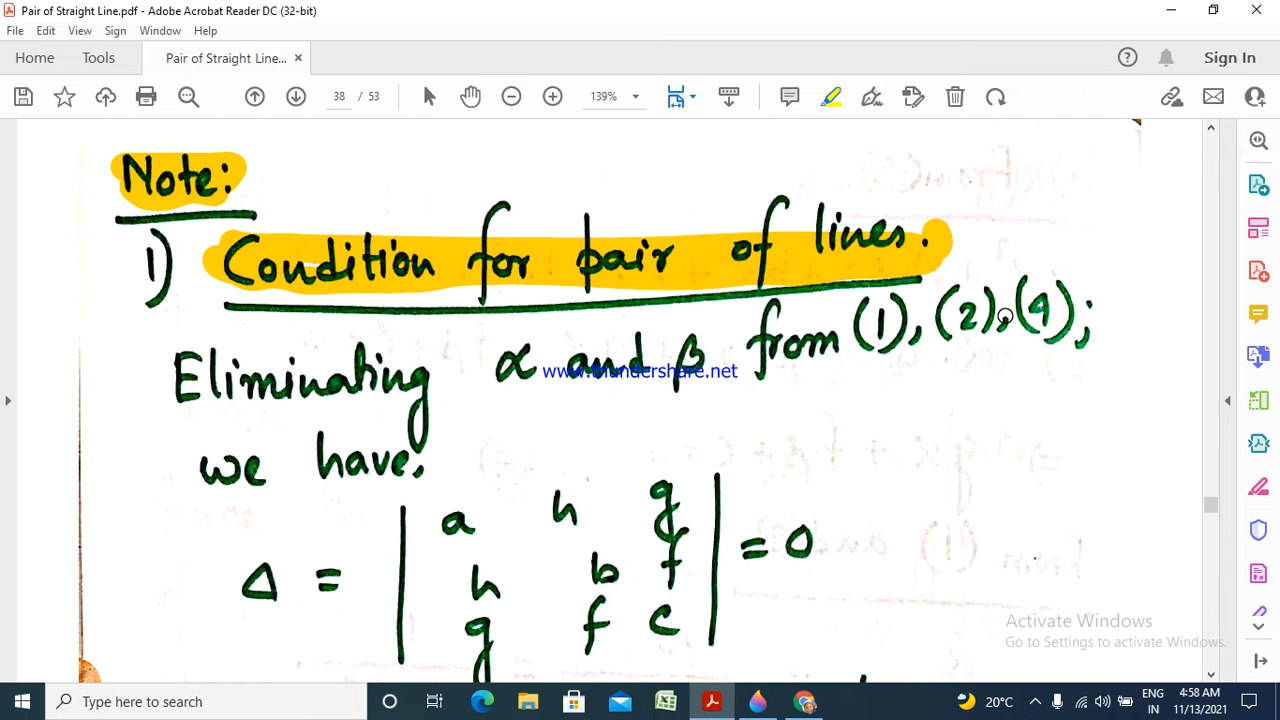 Pair of Straight Line.pdf - Adobe Acrobat Reader DC (32-bit)
File Edit View Sign Window Help
Home Tools Pair of Straight Line... × Sign In
38 / 53 139%
Note:
1) Condition for pair of lines.
Eliminating α and β from (1), (2), (4);
www.thundershare.net
we have,
Δ = | a h g |
| h b f | = 0
| g f c |
Activate Windows
Go to Settings to activate Windows.
Type here to search
20°C
ENG
IN
4:58 AM
11/13/2021